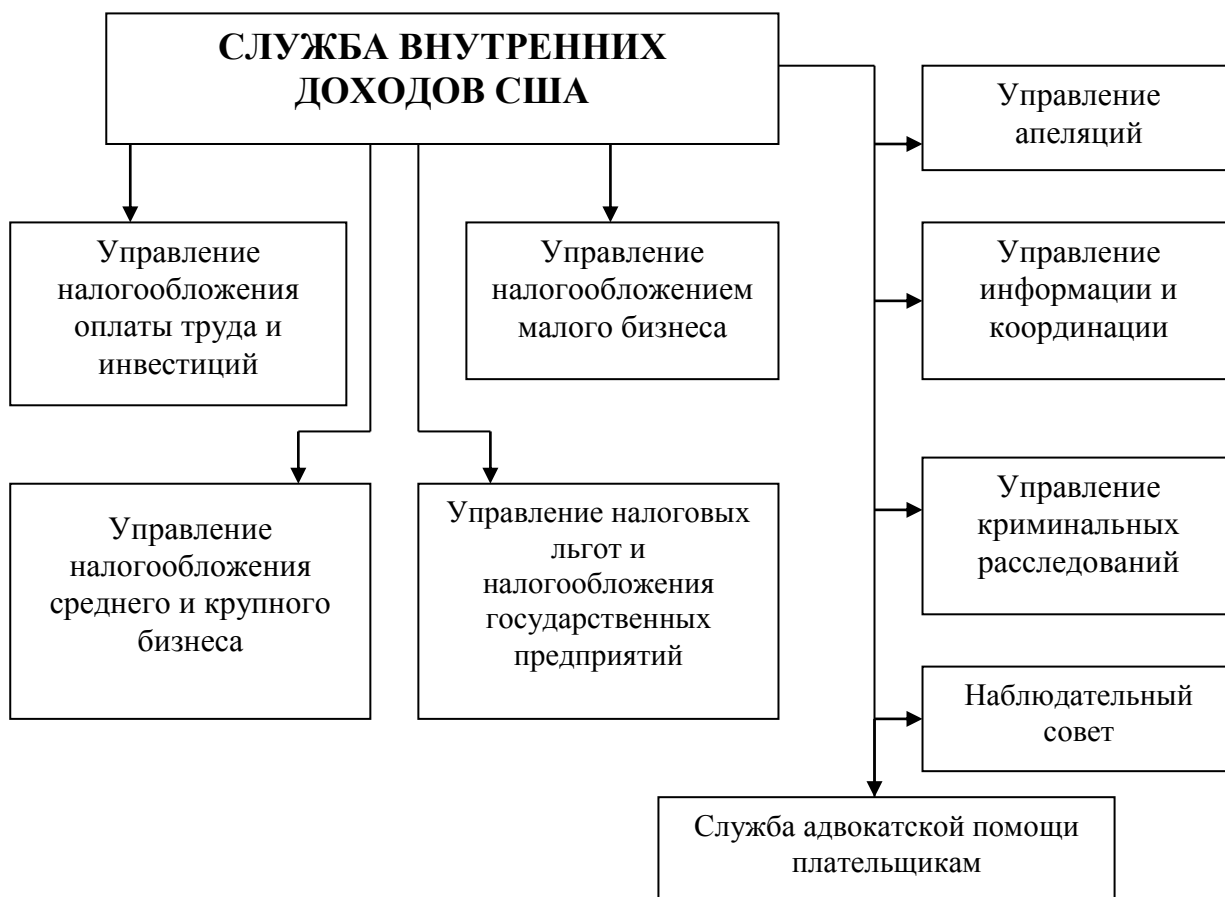 СЛУЖБА ВНУТРЕННИХ
ДОХОДОВ США
Управление
апеляций
Управление
налогообложения
оплаты труда и
инвестиций
Управление
налогообложением
малого бизнеса
Управление
информации и
координации
Управление
налогообложения
среднего и крупного
бизнеса
Управление налоговых
льгот и
налогообложения
государственных
предприятий
Управление
криминальных
расследований
Наблюдательный
совет
Служба адвокатской помощи
плательщикам